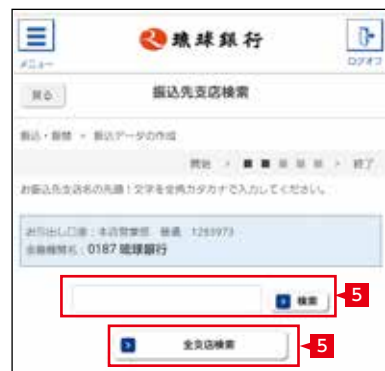 琉球銀行
メニュー
ログオフ
戻る
振込先支店検索
振込・振替 > 振込データの作成
開始 > ■ ■ ■ ■ ■ > 終了
お振込先支店名の先頭1文字を全角カタカナで入力してください。
お引出し口座:本店営業部 普通 1293973
金融機関名:0187 琉球銀行
検索
5
全支店検索
5